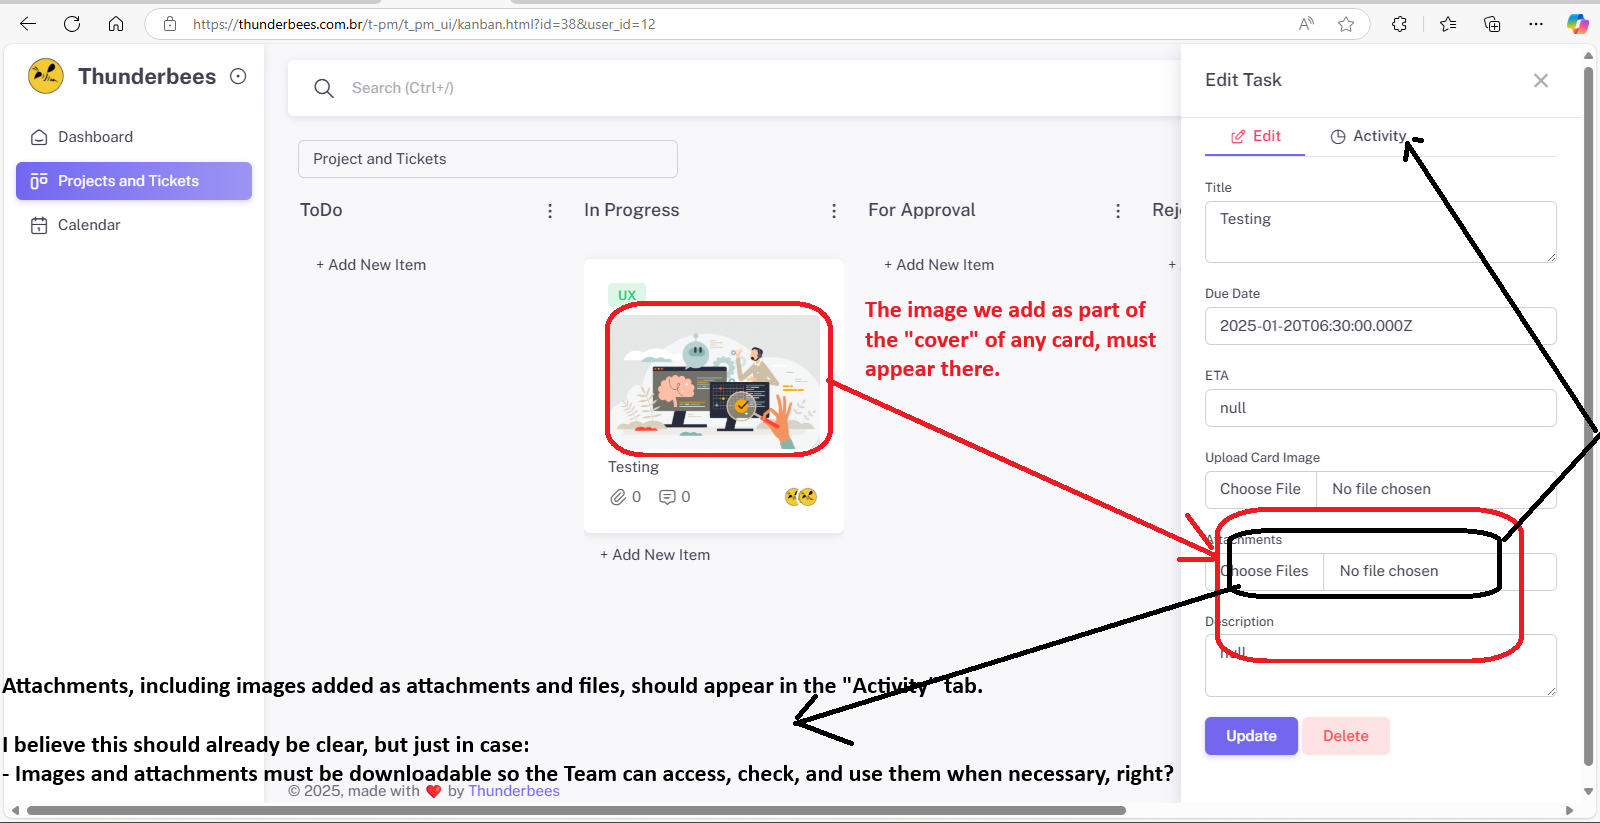 https://thunderbees.com.br/t-pm/t_pm_ui/kanban.html?id=38&user_id=12
Thunderbees
Dashboard
Projects and Tickets
Calendar
Search (Ctrl+/)
Project and Tickets
ToDo
+ Add New Item
In Progress
UX
Testing
0
0
+ Add New Item
For Approval
+ Add New Item
Rej
+
The image we add as part of
the "cover" of any card, must
appear there.
Edit Task
Edit
Activity
Title
Testing
Due Date
2025-01-20T06:30:00.000Z
ETA
null
Upload Card Image
Choose File
No file chosen
Attachments
Choose Files
No file chosen
Description
null
Update
Delete
Attachments, including images added as attachments and files, should appear in the "Activity" tab.
I believe this should already be clear, but just in case:
- Images and attachments must be downloadable so the Team can access, check, and use them when necessary, right?
© 2025, made with ❤️ by Thunderbees